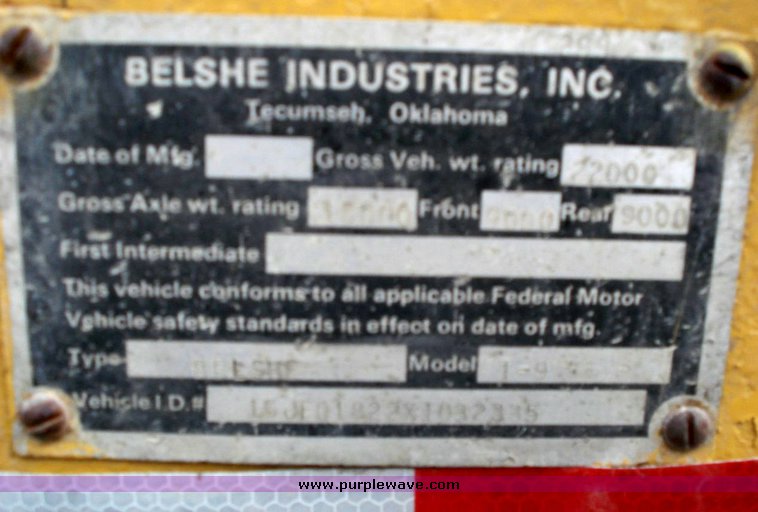 BELSHE INDUSTRIES, INC.
Tecumseh, Oklahoma
Date of Mfg. Gross Veh. wt. rating 22000
Gross Axle wt. rating Front 9000 Rear 9000
First Intermediate
This vehicle conforms to all applicable Federal Motor
Vehicle safety standards in effect on date of mfg.
Type BELSHE Model
Vehicle I.D.#
www.purplewave.com